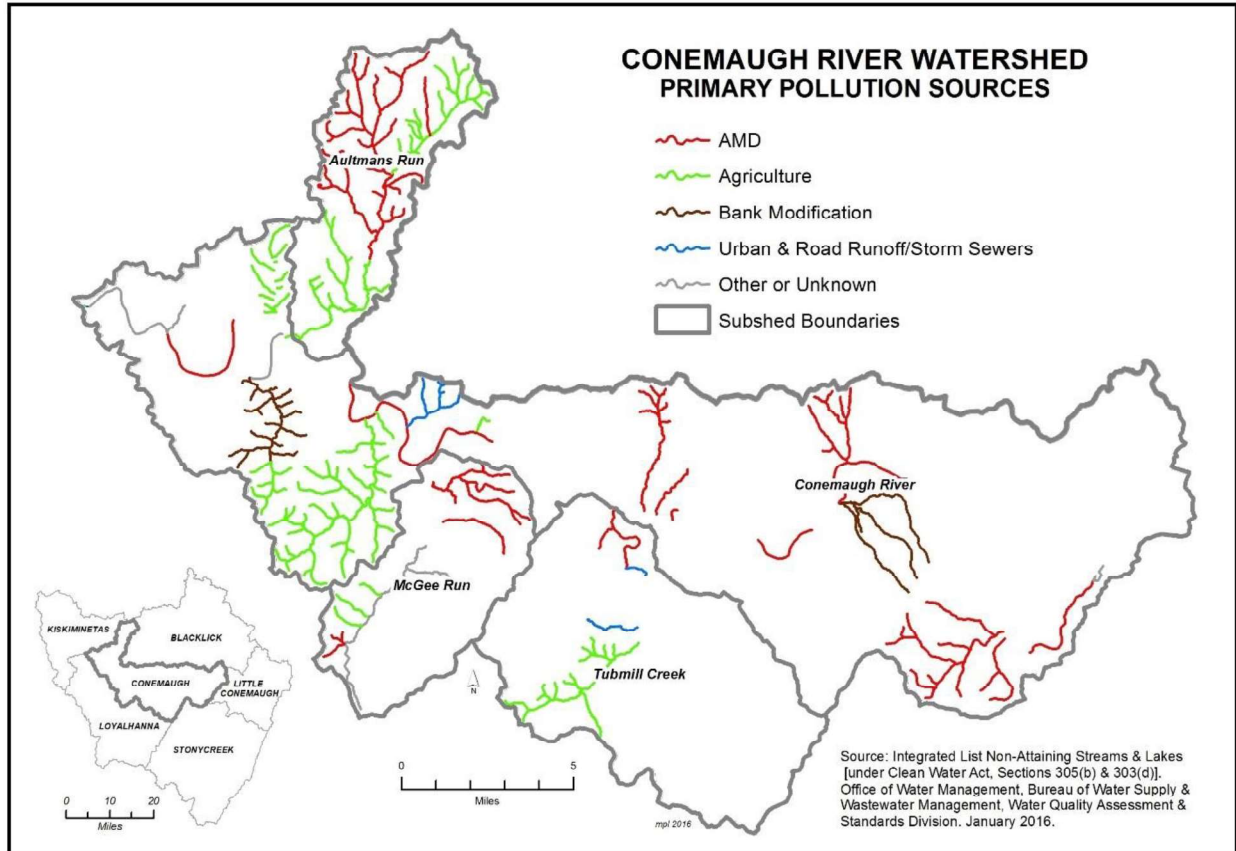 CONEMAUGH RIVER WATERSHED
PRIMARY POLLUTION SOURCES
AMD
Agriculture
Bank Modification
Urban & Road Runoff/Storm Sewers
Other or Unknown
Subshed Boundaries
Aultmans Run
Conemaugh River
McGee Run
Tubmill Creek
N
KISKIMINETAS
BLACKLICK
CONEMAUGH
LITTLE
CONEMAUGH
LOYALHANNA
STONYCREEK
0 10 20
Miles
0 5
Miles
mpl 2016
Source: Integrated List Non-Attaining Streams & Lakes
[under Clean Water Act, Sections 305(b) & 303(d)].
Office of Water Management, Bureau of Water Supply &
Wastewater Management, Water Quality Assessment &
Standards Division. January 2016.